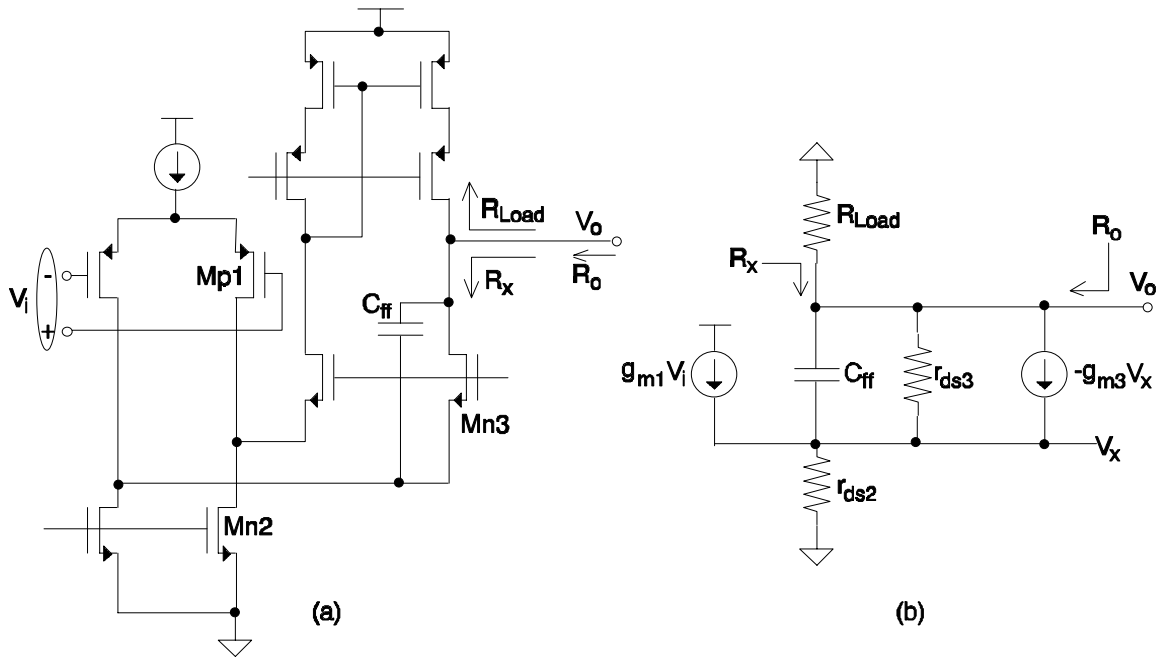 R_Load
V_o
R_o
R_x
Mp1
-
V_i
+
C_ff
Mn3
Mn2
(a)
R_Load
R_x
R_o
V_o
g_m1 V_i
C_ff
r_ds3
-g_m3 V_x
V_x
r_ds2
(b)